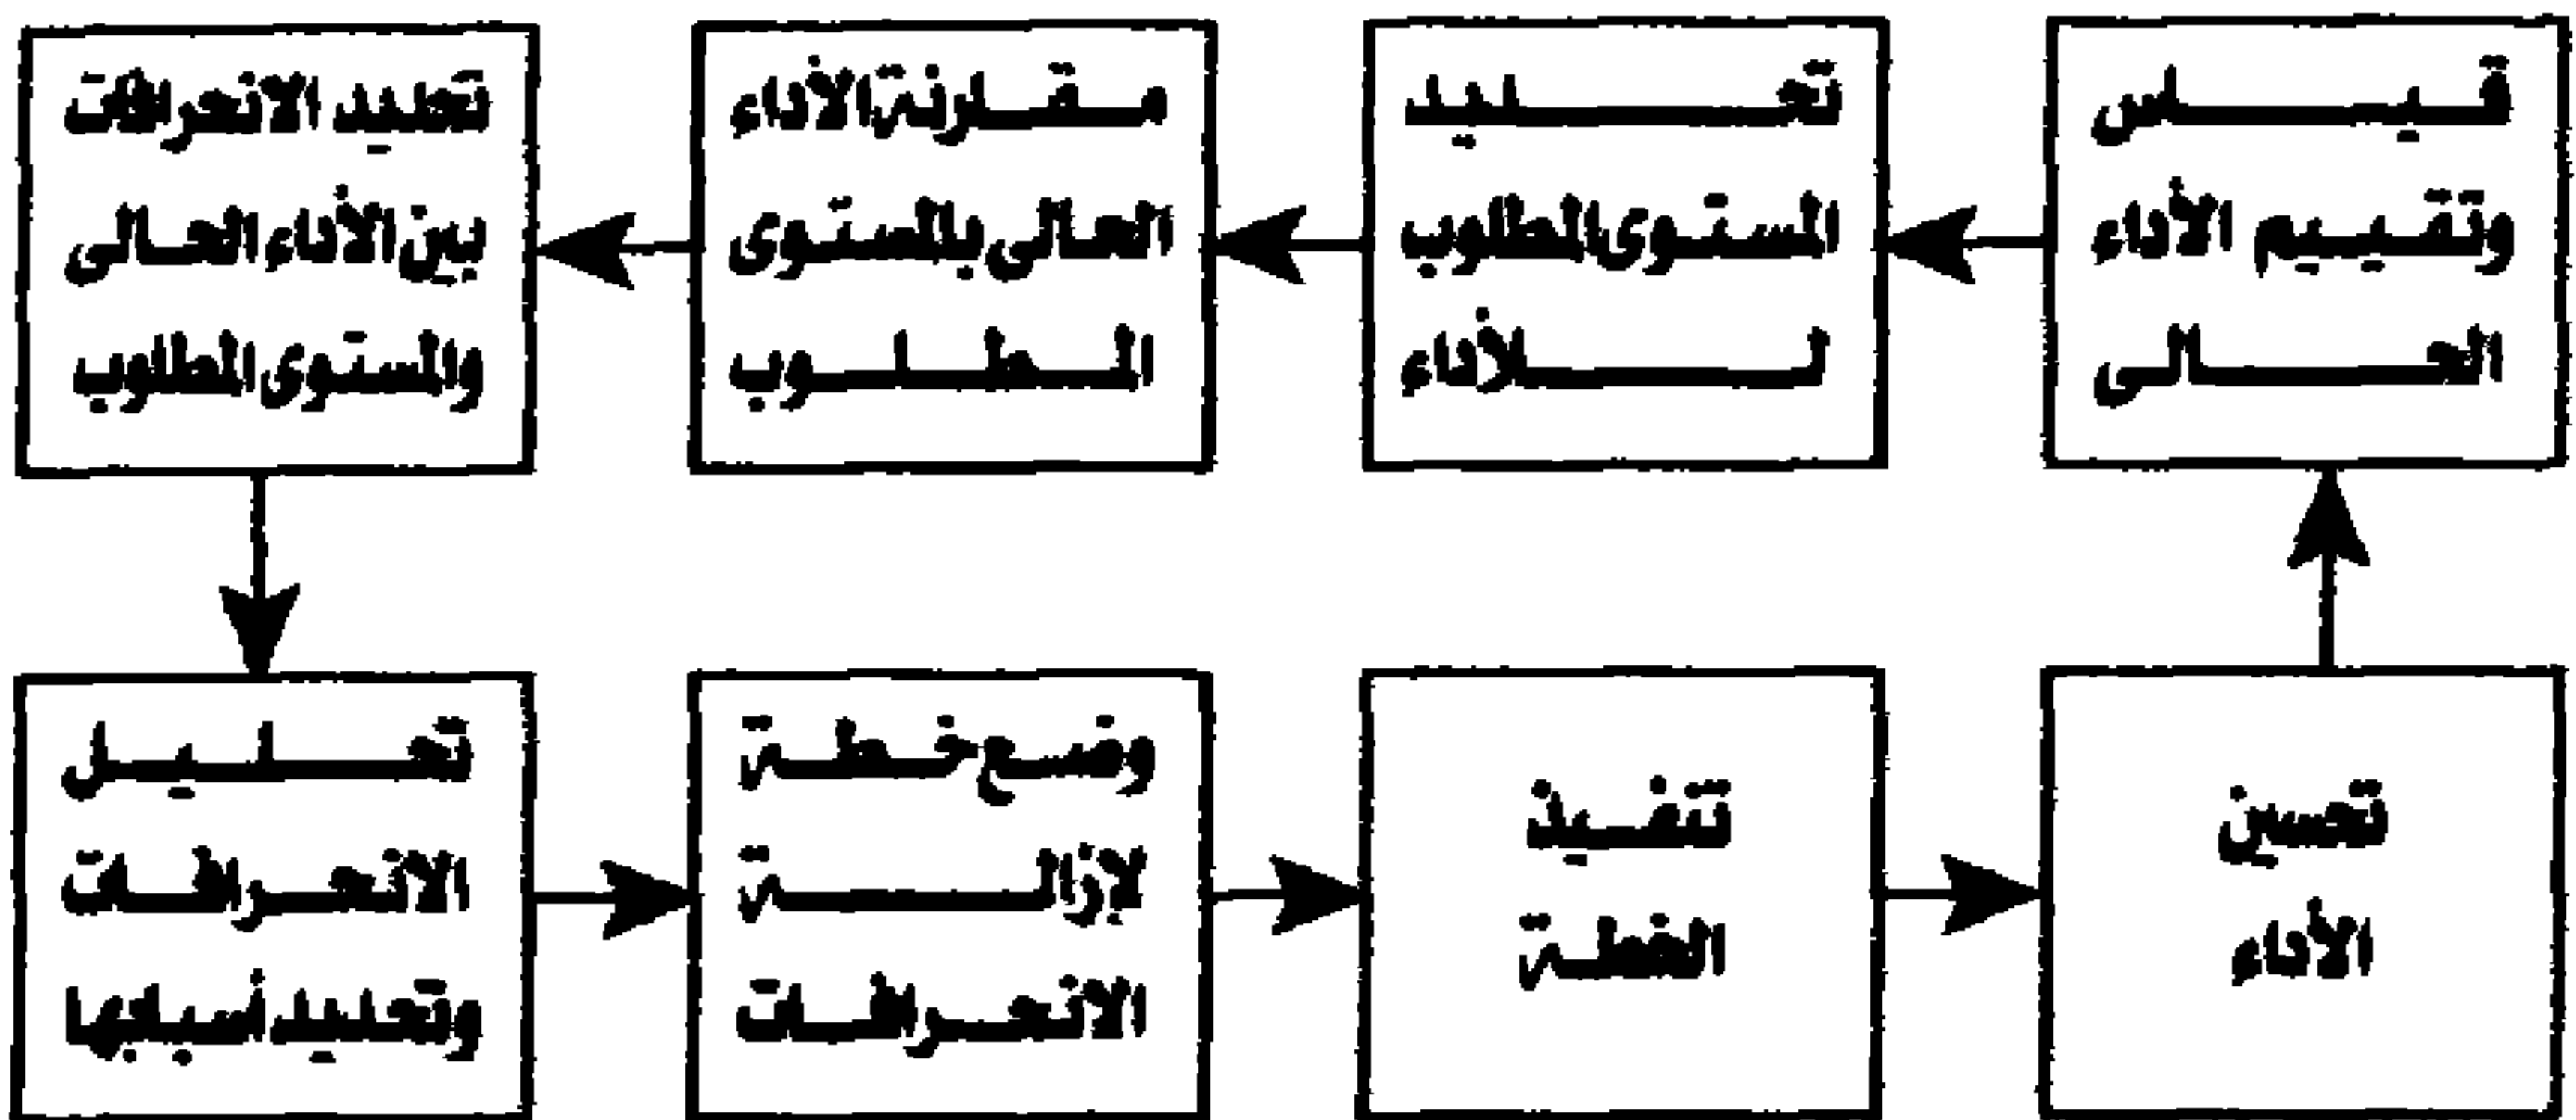 قياس
وتقييم الأداء
الحالى
تحديد
المستوى المطلوب
للأداء
مقارنة الأداء
الحالى بالمستوى
المطلوب
تحديد الانحرافات
بين الأداء الحالى
والمستوى المطلوب
تحليل
الانحرافات
وتحديد أسبابها
وضع خطة
لإزالة
الانحرافات
تنفيذ
الخطة
تحسين
الأداء